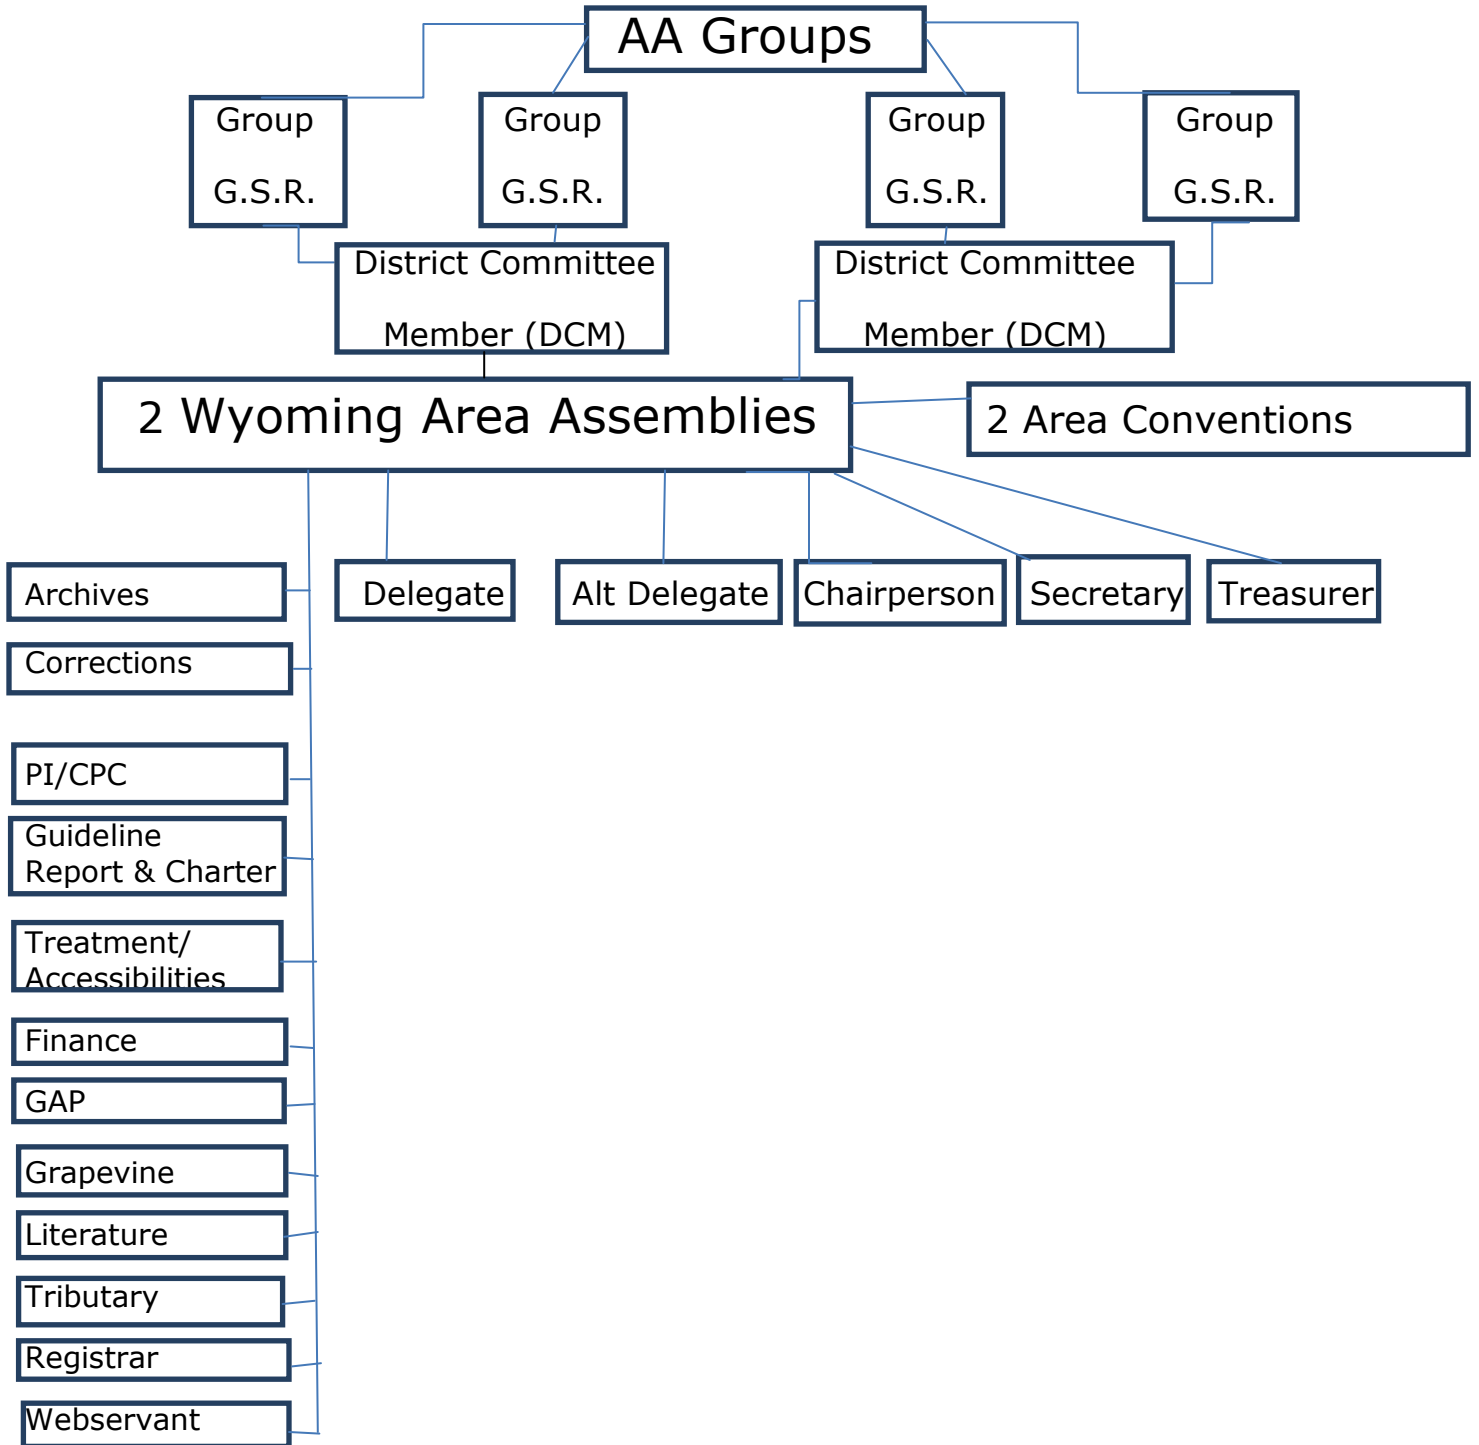 AA Groups
Group
G.S.R.
Group
G.S.R.
Group
G.S.R.
Group
G.S.R.
District Committee
Member (DCM)
District Committee
Member (DCM)
2 Wyoming Area Assemblies
2 Area Conventions
Delegate
Alt Delegate
Chairperson
Secretary
Treasurer
Archives
Corrections
PI/CPC
Guideline
Report & Charter
Treatment/
Accessibilities
Finance
GAP
Grapevine
Literature
Tributary
Registrar
Webservant